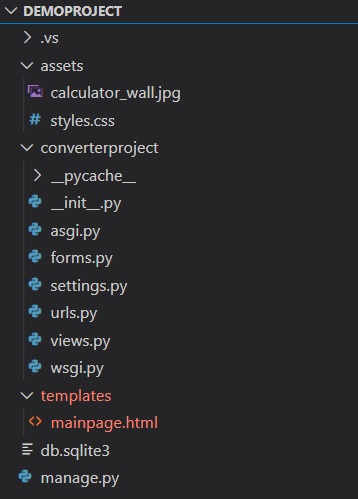 DEMOPROJECT
.vs
assets
calculator_wall.jpg
styles.css
converterproject
__pycache__
__init__.py
asgi.py
forms.py
settings.py
urls.py
views.py
wsgi.py
templates
mainpage.html
db.sqlite3
manage.py